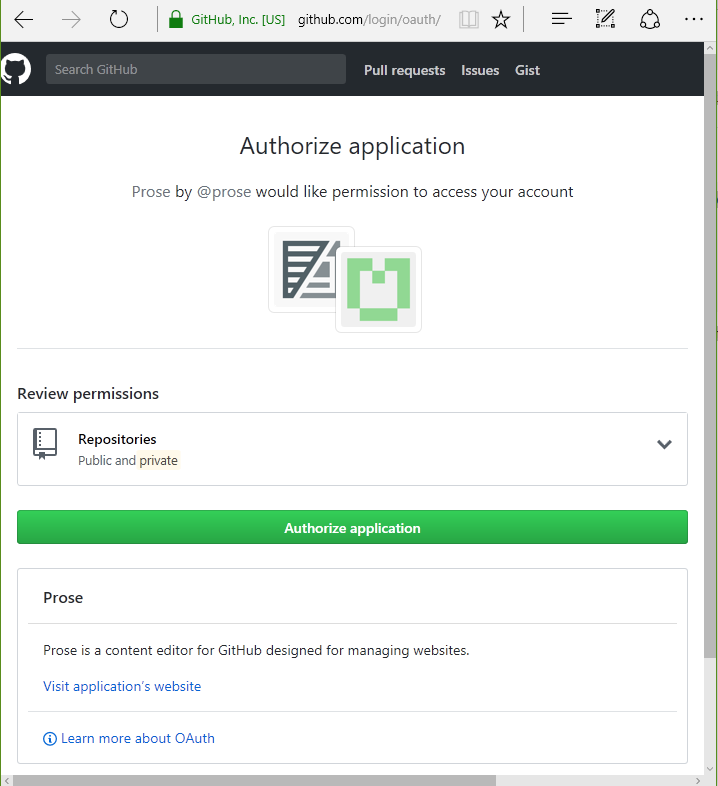 GitHub, Inc. [US] github.com/login/oauth/
Search GitHub Pull requests Issues Gist
Authorize application
Prose by @prose would like permission to access your account
Review permissions
Repositories
Public and private
Authorize application
Prose
Prose is a content editor for GitHub designed for managing websites.
Visit application's website
Learn more about OAuth